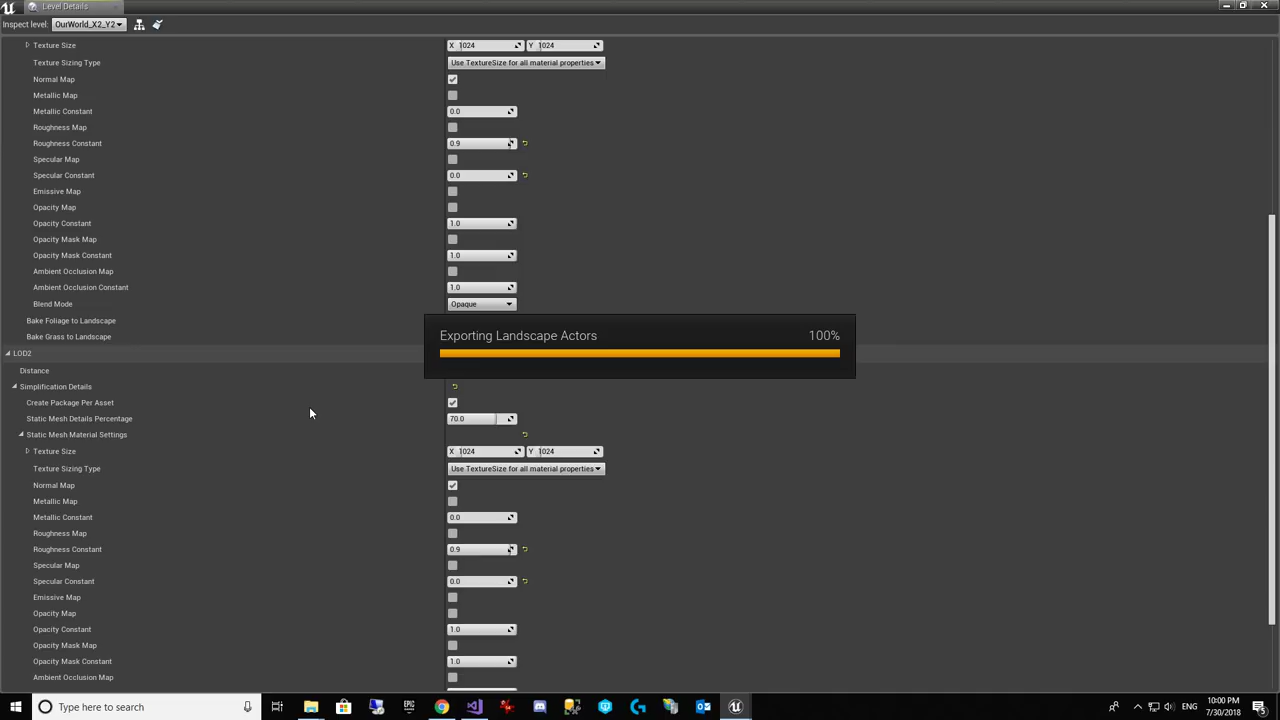 Level Details
Inspect level: OurWorld_X2_Y2
Texture Size X 1024 Y 1024
Texture Sizing Type Use TextureSize for all material properties
Normal Map
Metallic Map
Metallic Constant 0.0
Roughness Map
Roughness Constant 0.9
Specular Map
Specular Constant 0.0
Emissive Map
Opacity Map
Opacity Constant 1.0
Opacity Mask Map
Opacity Mask Constant 1.0
Ambient Occlusion Map
Ambient Occlusion Constant 1.0
Blend Mode Opaque
Bake Foliage to Landscape
Exporting Landscape Actors 100%
Bake Grass to Landscape
LOD2
Distance
Simplification Details
Create Package Per Asset
Static Mesh Details Percentage 70.0
Static Mesh Material Settings
Texture Size X 1024 Y 1024
Texture Sizing Type Use TextureSize for all material properties
Normal Map
Metallic Map
Metallic Constant 0.0
Roughness Map
Roughness Constant 0.9
Specular Map
Specular Constant 0.0
Emissive Map
Opacity Map
Opacity Constant 1.0
Opacity Mask Map
Opacity Mask Constant 1.0
Ambient Occlusion Map
Type here to search
EPIC
ENG
10:00 PM
7/30/2018